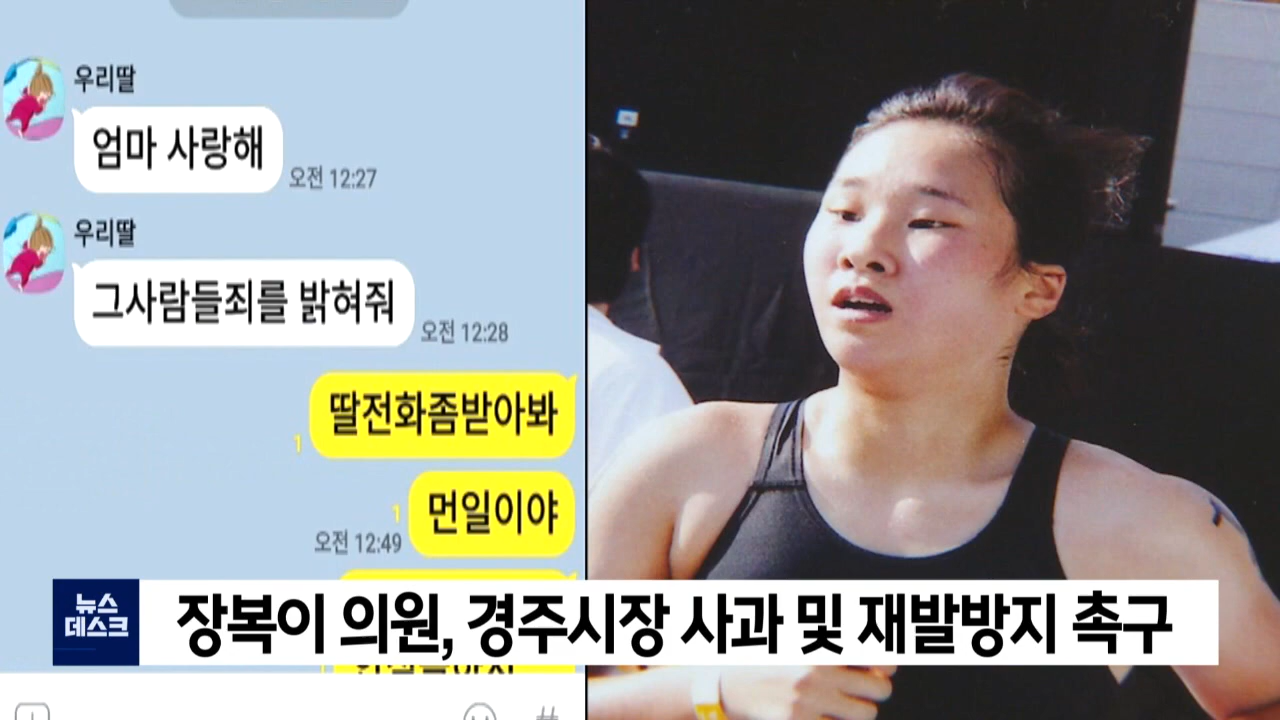 우리딸
엄마 사랑해
오전 12:27
우리딸
그사람들죄를 밝혀줘
오전 12:28
딸전화좀받아봐
1
먼일이야
1
오전 12:49
뉴스
데스크
장복이 의원, 경주시장 사과 및 재발방지 촉구
#